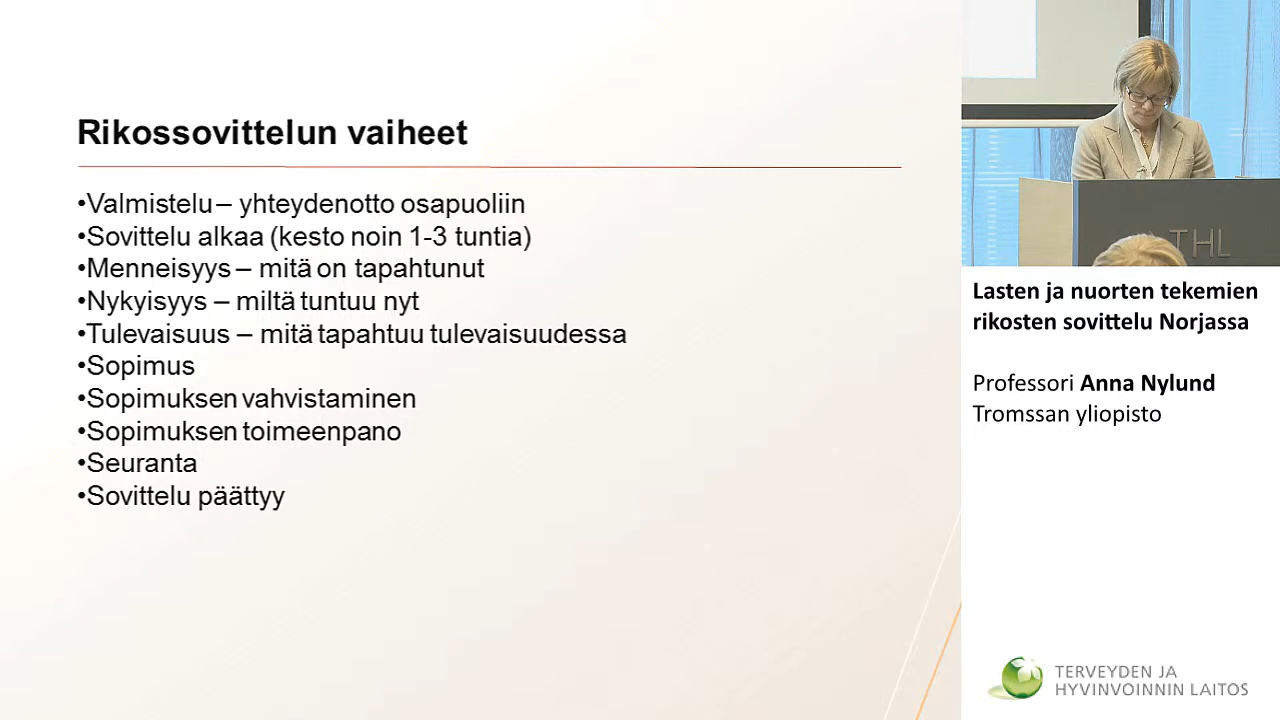 Rikossovittelun vaiheet
•Valmistelu – yhteydenotto osapuoliin
•Sovittelu alkaa (kesto noin 1-3 tuntia)
•Menneisyys – mitä on tapahtunut
•Nykyisyys – miltä tuntuu nyt
•Tulevaisuus – mitä tapahtuu tulevaisuudessa
•Sopimus
•Sopimuksen vahvistaminen
•Sopimuksen toimeenpano
•Seuranta
•Sovittelu päättyy
THL
Lasten ja nuorten tekemien
rikosten sovittelu Norjassa
Professori Anna Nylund
Tromssan yliopisto
TERVEYDEN JA
HYVINVOINNIN LAITOS